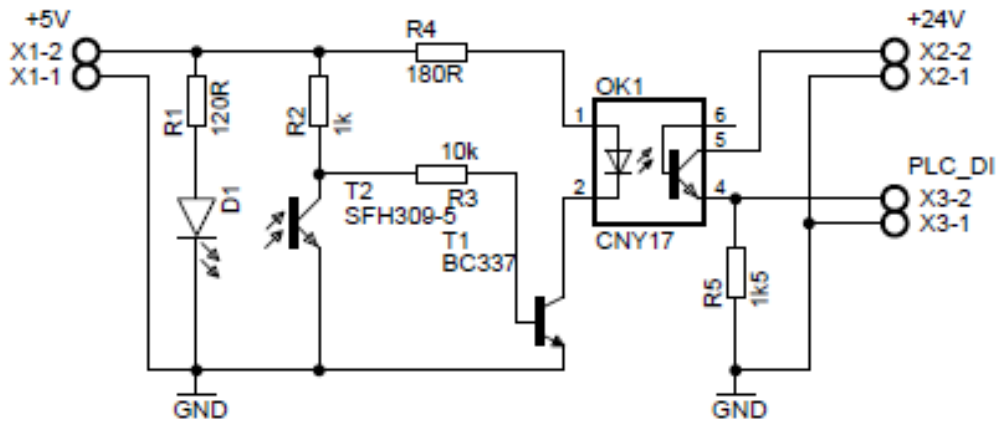 +5V
X1-2
X1-1
R1
120R
D1
R2
1k
R4
180R
10k
R3
T2
SFH309-5
T1
BC337
OK1
1
2
6
5
4
CNY17
R5
1k5
+24V
X2-2
X2-1
PLC_DI
X3-2
X3-1
GND
GND